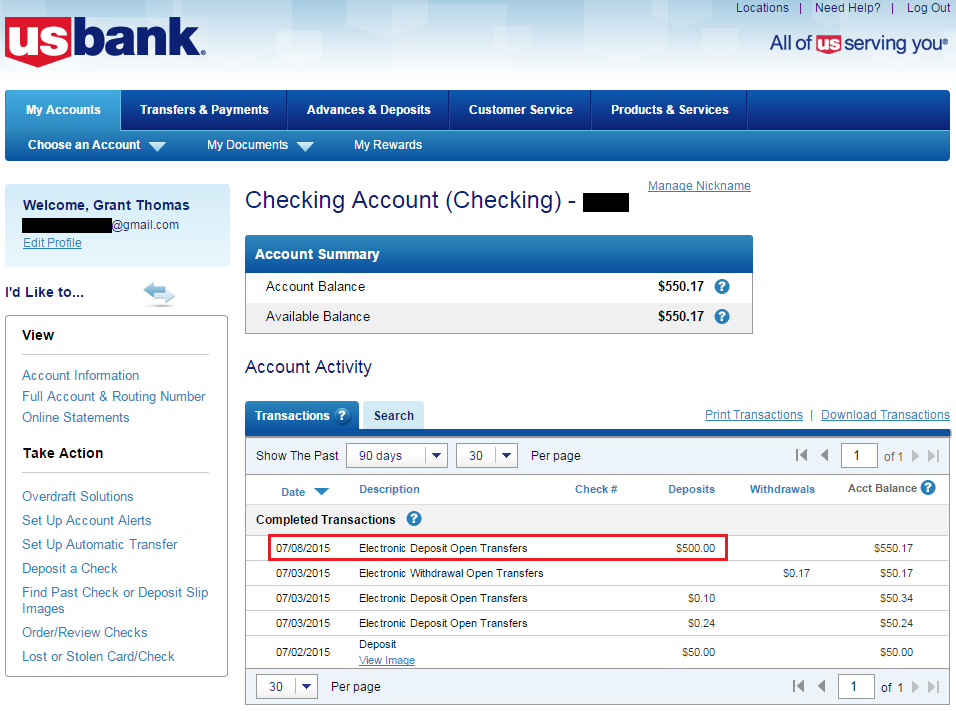 Locations | Need Help? | Log Out
usbank.
All of us serving you®
My Accounts Transfers & Payments Advances & Deposits Customer Service Products & Services
Choose an Account My Documents My Rewards
Welcome, Grant Thomas
@gmail.com
Edit Profile
I'd Like to...
View
Account Information
Full Account & Routing Number
Online Statements
Take Action
Overdraft Solutions
Set Up Account Alerts
Set Up Automatic Transfer
Deposit a Check
Find Past Check or Deposit Slip
Images
Order/Review Checks
Lost or Stolen Card/Check
Checking Account (Checking) -
Manage Nickname
Account Summary
Account Balance $550.17 ?
Available Balance $550.17 ?
Account Activity
Transactions ? Search
Print Transactions | Download Transactions
Show The Past 90 days 30 Per page 1 of 1
Date Description Check # Deposits Withdrawals Acct Balance ?
Completed Transactions ?
07/08/2015 Electronic Deposit Open Transfers $500.00 $550.17
07/03/2015 Electronic Withdrawal Open Transfers $0.17 $50.17
07/03/2015 Electronic Deposit Open Transfers $0.10 $50.34
07/03/2015 Electronic Deposit Open Transfers $0.24 $50.24
07/02/2015 Deposit $50.00 $50.00
View Image
30 Per page 1 of 1